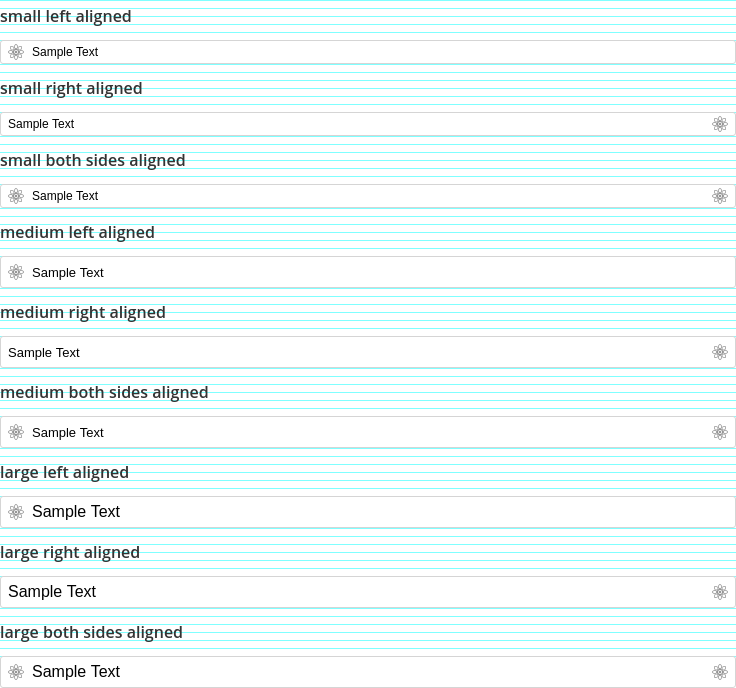 small left aligned
Sample Text
small right aligned
Sample Text
small both sides aligned
Sample Text
medium left aligned
Sample Text
medium right aligned
Sample Text
medium both sides aligned
Sample Text
large left aligned
Sample Text
large right aligned
Sample Text
large both sides aligned
Sample Text